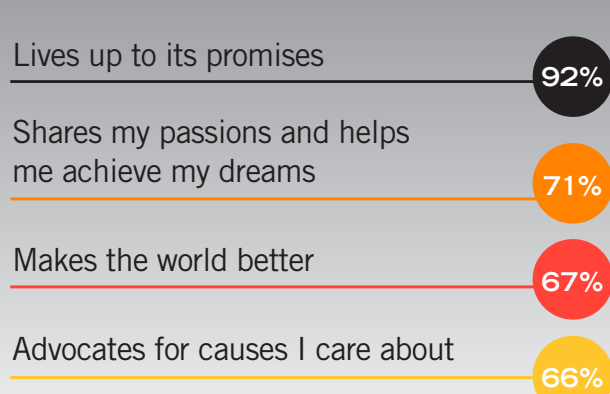 Lives up to its promises
92%
Shares my passions and helps
me achieve my dreams
71%
Makes the world better
67%
Advocates for causes I care about
66%